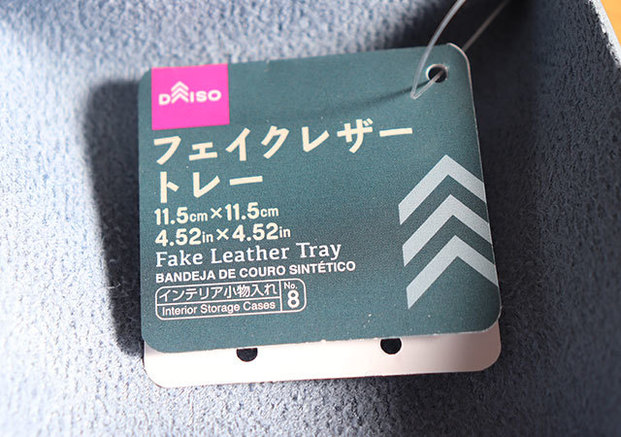 DAISO
フェイクレザー
トレー
11.5cm×11.5cm
4.52in×4.52in
Fake Leather Tray
BANDEJA DE COURO SINTÉTICO
インテリア小物入れ No.
Interior Storage Cases 8